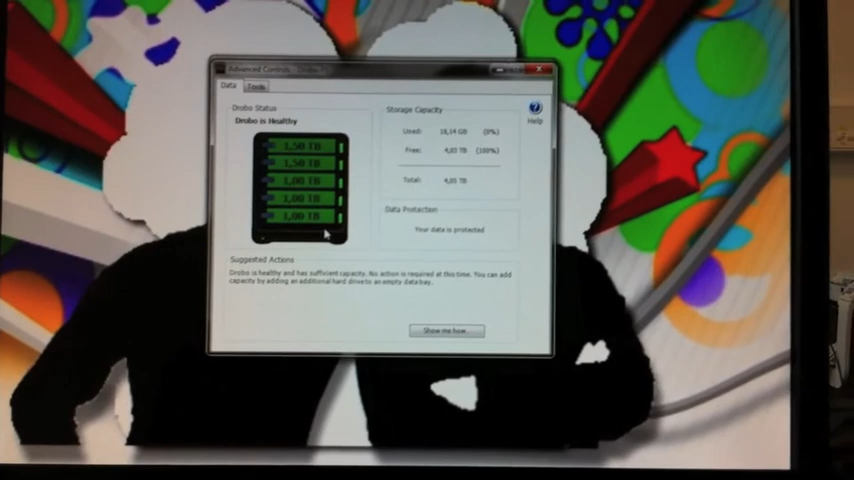 Advanced Controls
Data
Tools
Drobo Status
Drobo is Healthy
1,50 TB
1,50 TB
1,00 TB
1,00 TB
1,00 TB
Storage Capacity
Used: 18,14 GB (0%)
Free: 4,03 TB (100%)
Total: 4,05 TB
Help
Data Protection
Your data is protected
Suggested Actions
Drobo is healthy and has sufficient capacity. No action is required at this time. You can add
capacity by adding an additional hard drive to an empty data bay.
Show me how...